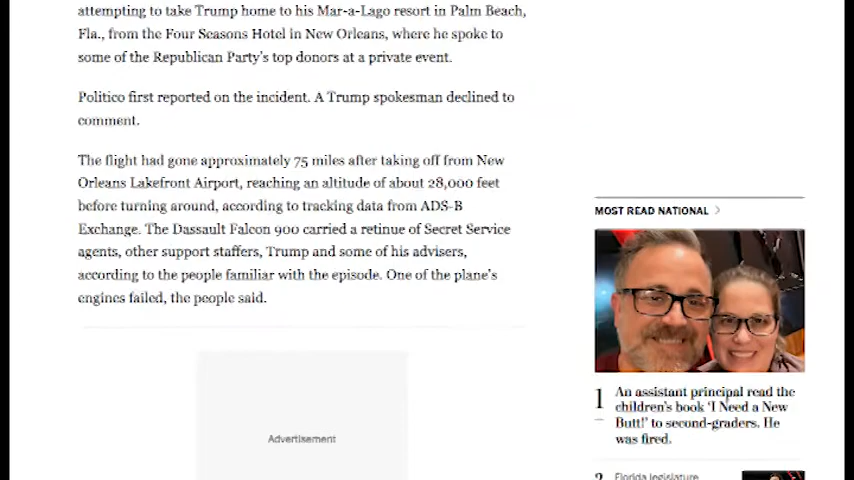 attempting to take Trump home to his Mar-a-Lago resort in Palm Beach,
Fla., from the Four Seasons Hotel in New Orleans, where he spoke to
some of the Republican Party's top donors at a private event.
Politico first reported on the incident. A Trump spokesman declined to
comment.
The flight had gone approximately 75 miles after taking off from New
Orleans Lakefront Airport, reaching an altitude of about 28,000 feet
before turning around, according to tracking data from ADS-B
Exchange. The Dassault Falcon 900 carried a retinue of Secret Service
agents, other support staffers, Trump and some of his advisers,
according to the people familiar with the episode. One of the plane's
engines failed, the people said.
Advertisement
MOST READ NATIONAL >
1 An assistant principal read the
children's book 'I Need a New
Butt!' to second-graders. He
was fired.
2 Florida legislature